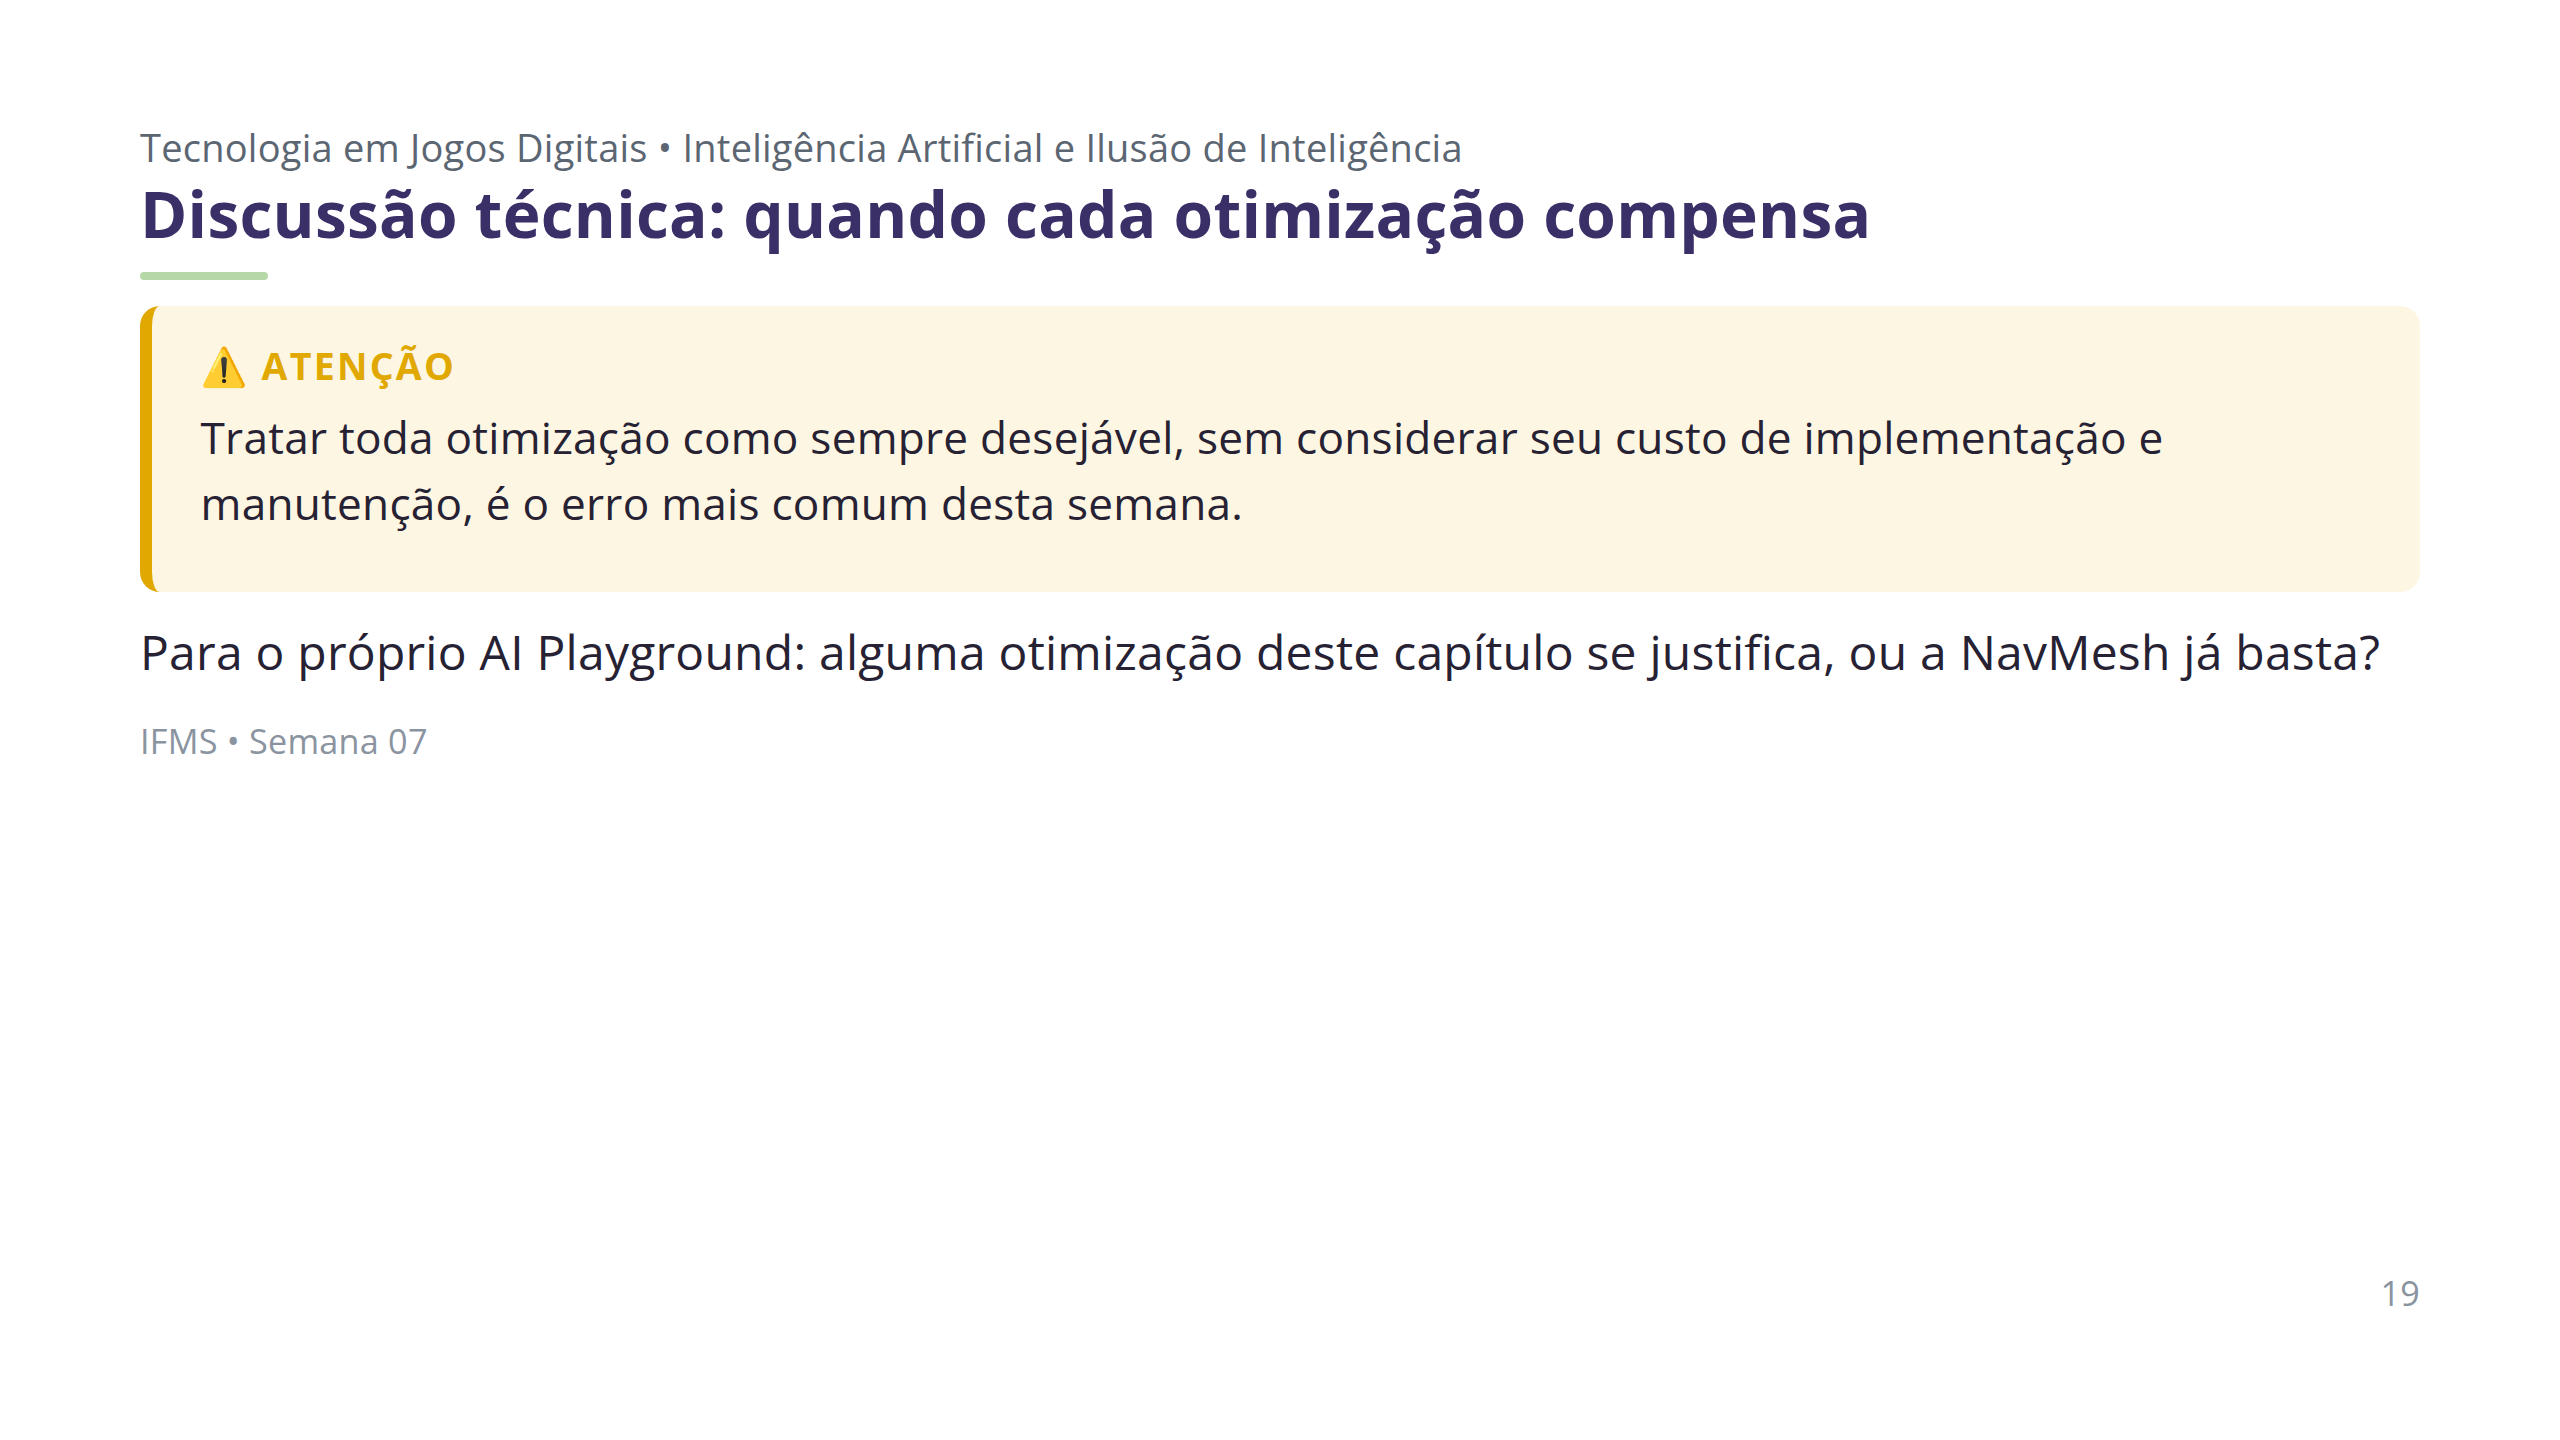 Tecnologia em Jogos Digitais • Inteligência Artificial e Ilusão de Inteligência
Discussão técnica: quando cada otimização compensa
⚠️ ATENÇÃO
Tratar toda otimização como sempre desejável, sem considerar seu custo de implementação e
manutenção, é o erro mais comum desta semana.
Para o próprio AI Playground: alguma otimização deste capítulo se justifica, ou a NavMesh já basta?
IFMS • Semana 07
19